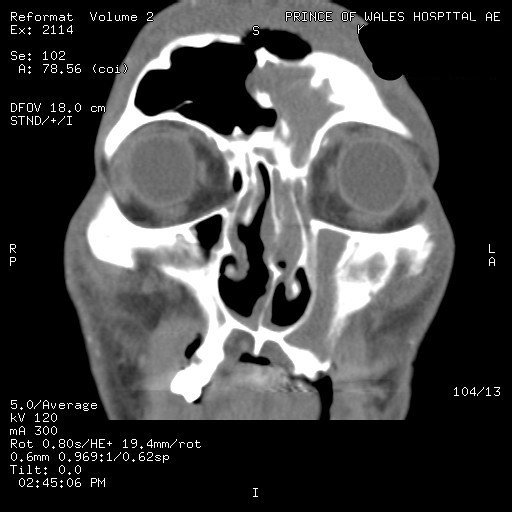 Reformat Volume 2
PRINCE OF WALES HOSPITAL AE
Ex: 2114
S
Se: 102
A: 78.56 (coi)
DFOV 18.0 cm
STND/+/I
R
P
L
A
104/13
5.0/Average
kV 120
mA 300
Rot 0.80s/HE+ 19.4mm/rot
0.6mm 0.969:1/0.62sp
Tilt: 0.0
02:45:06 PM
I